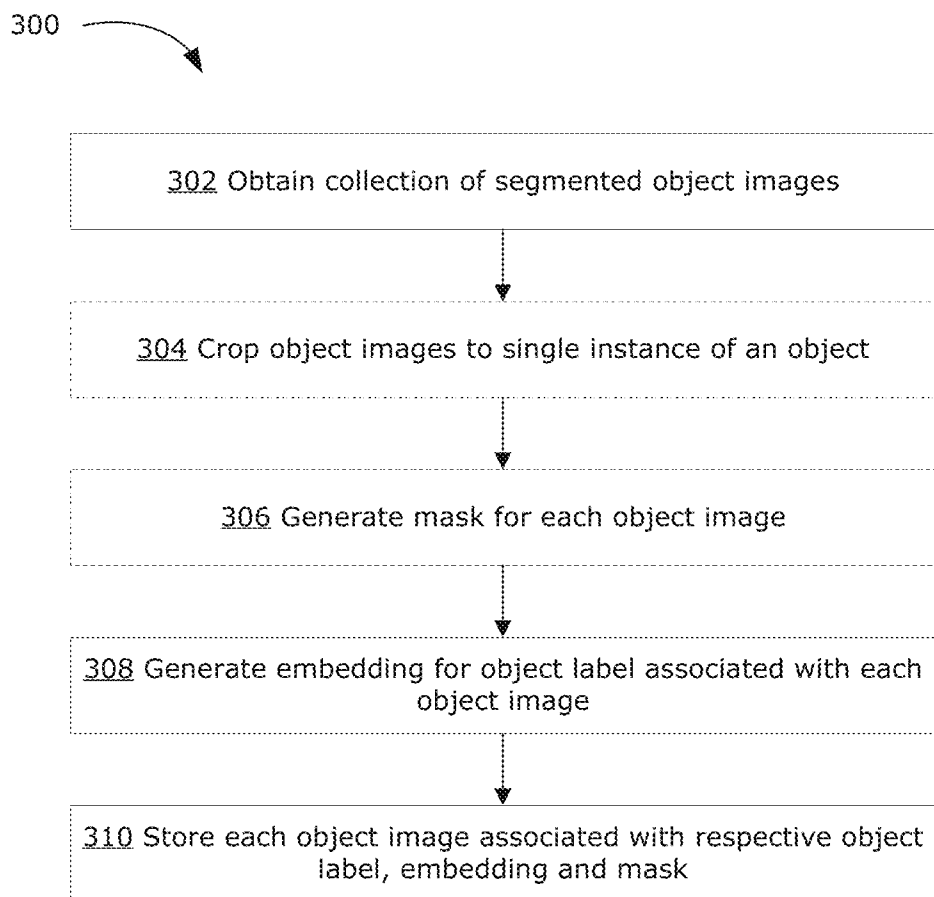 300
302 Obtain collection of segmented object images
304 Crop object images to single instance of an object
306 Generate mask for each object image
308 Generate embedding for object label associated with each
object image
310 Store each object image associated with respective object
label, embedding and mask